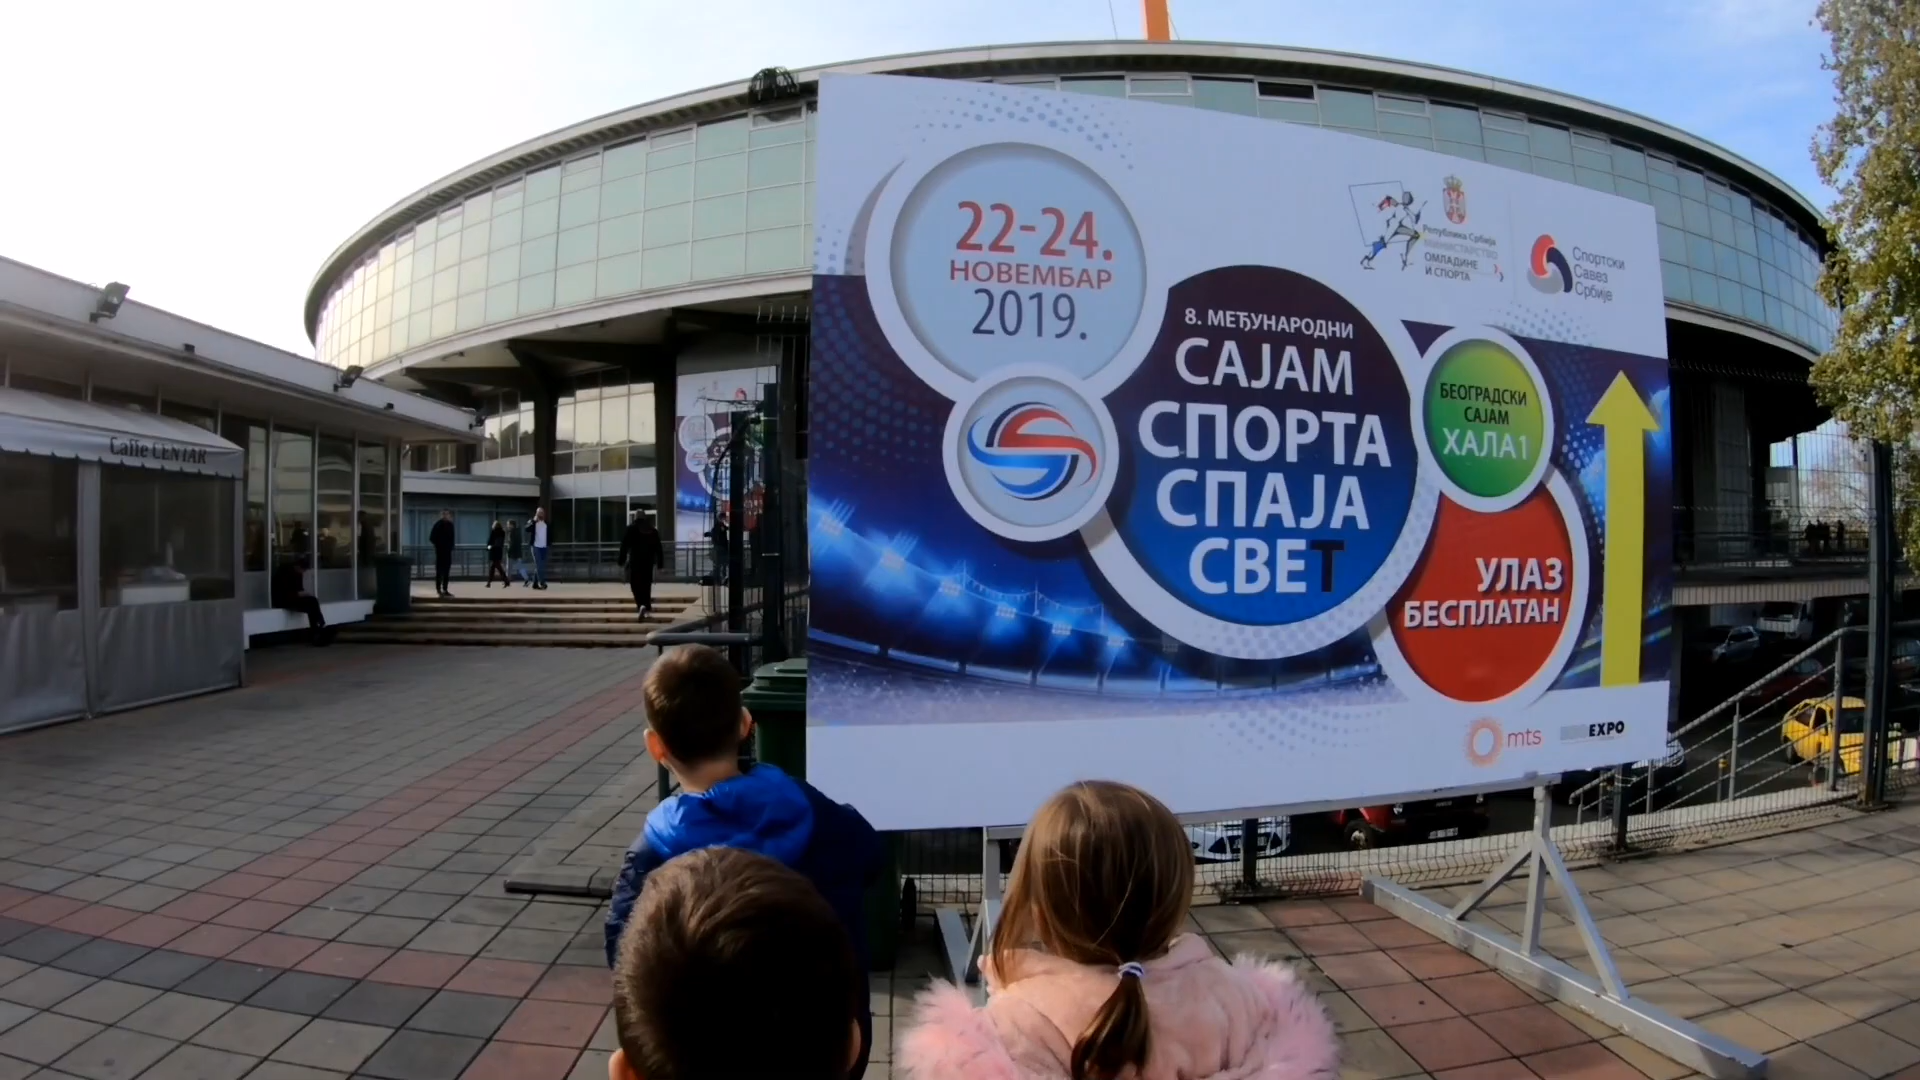 22-24.
НОВЕМБАР
2019.
8. МЕЂУНАРОДНИ
САЈАМ
СПОРТА
СПАЈА
СВЕТ
Република Србија
МИНИСТАРСТВО
ОМЛАДИНЕ
И СПОРТА
Спортски
Савез
Србије
БЕОГРАДСКИ
САЈАМ
ХАЛА1
УЛАЗ
БЕСПЛАТАН
mts
EXPO
Caffe CENTAR